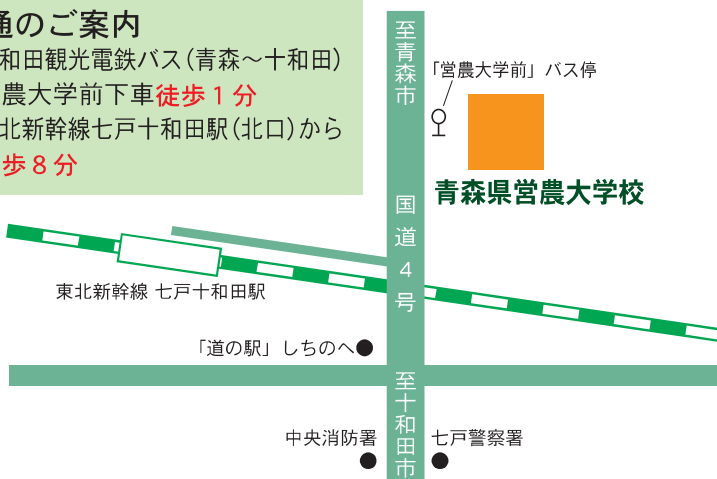 通のご案内
和田観光電鉄バス（青森～十和田）
農大学前下車徒歩１分
北新幹線七戸十和田駅（北口）から
歩８分
至青森市
「営農大学前」バス停
青森県営農大学校
国道４号
東北新幹線 七戸十和田駅
「道の駅」しちのへ
至十和田市
中央消防署
七戸警察署